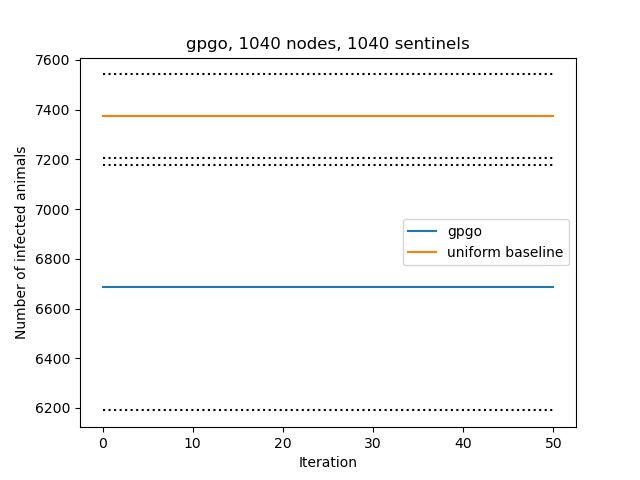 gpgo, 1040 nodes, 1040 sentinels
7600
7400
7200
7000
6800
6600
6400
6200
Number of infected animals
gpgo
uniform baseline
0 10 20 30 40 50
Iteration